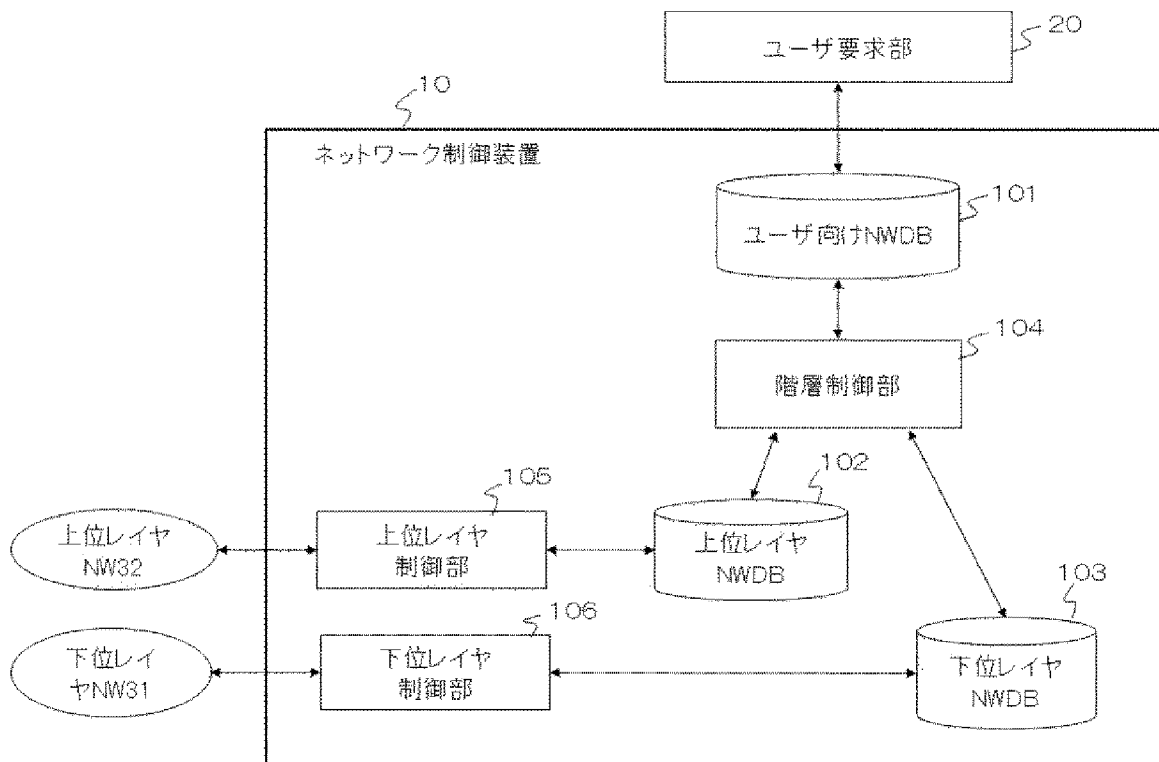 20
ユーザ要求部
10
ネットワーク制御装置
101
ユーザ向けNWDB
104
階層制御部
102
105
上位レイヤ
NW32
上位レイヤ
制御部
上位レイヤ
NWDB
103
106
下位レイ
ヤNW31
下位レイヤ
制御部
下位レイヤ
NWDB